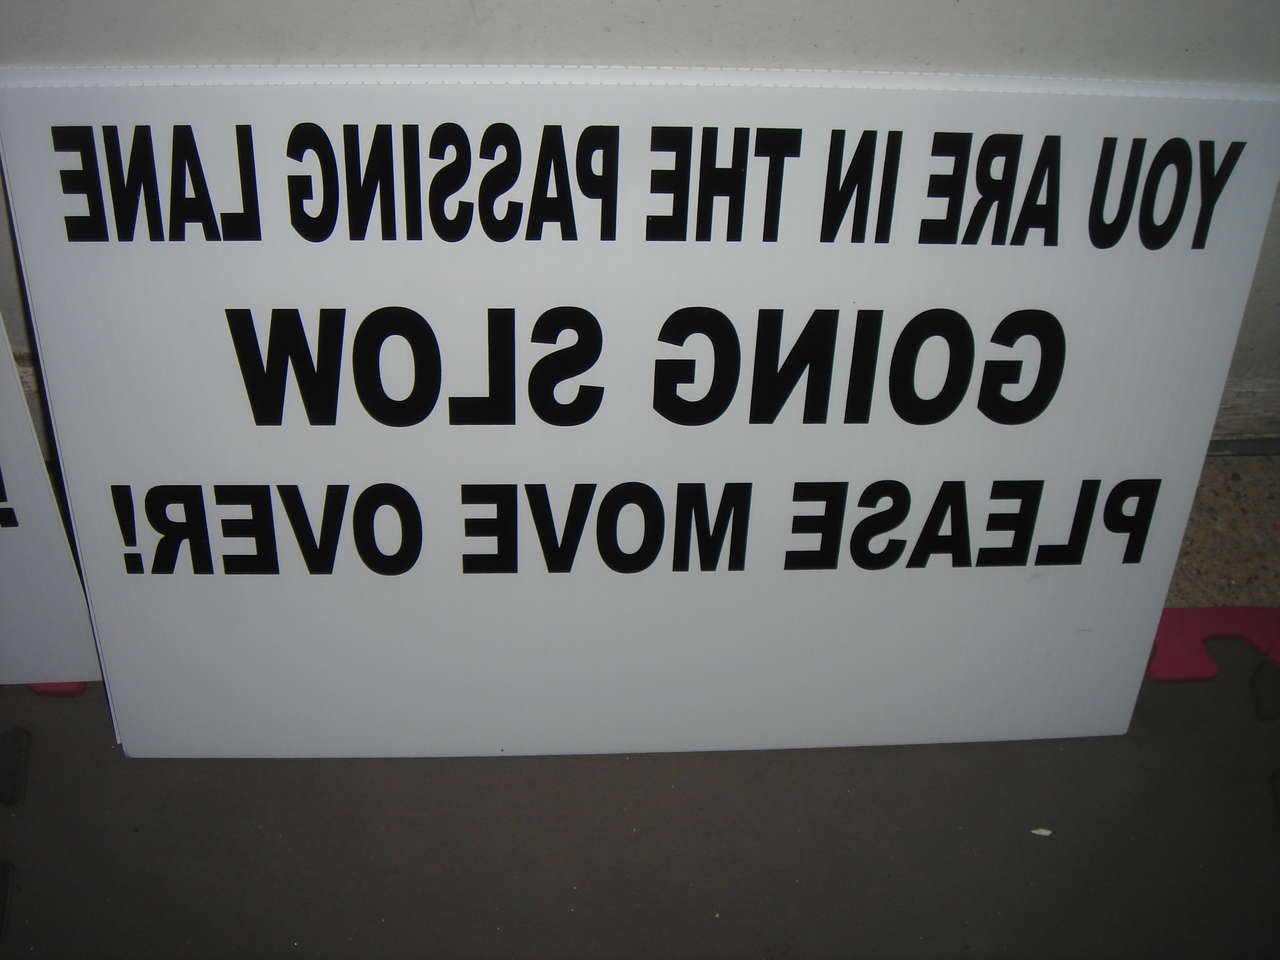 YOU ARE IN THE PASSING LANE
GOING SLOW
PLEASE MOVE OVER!